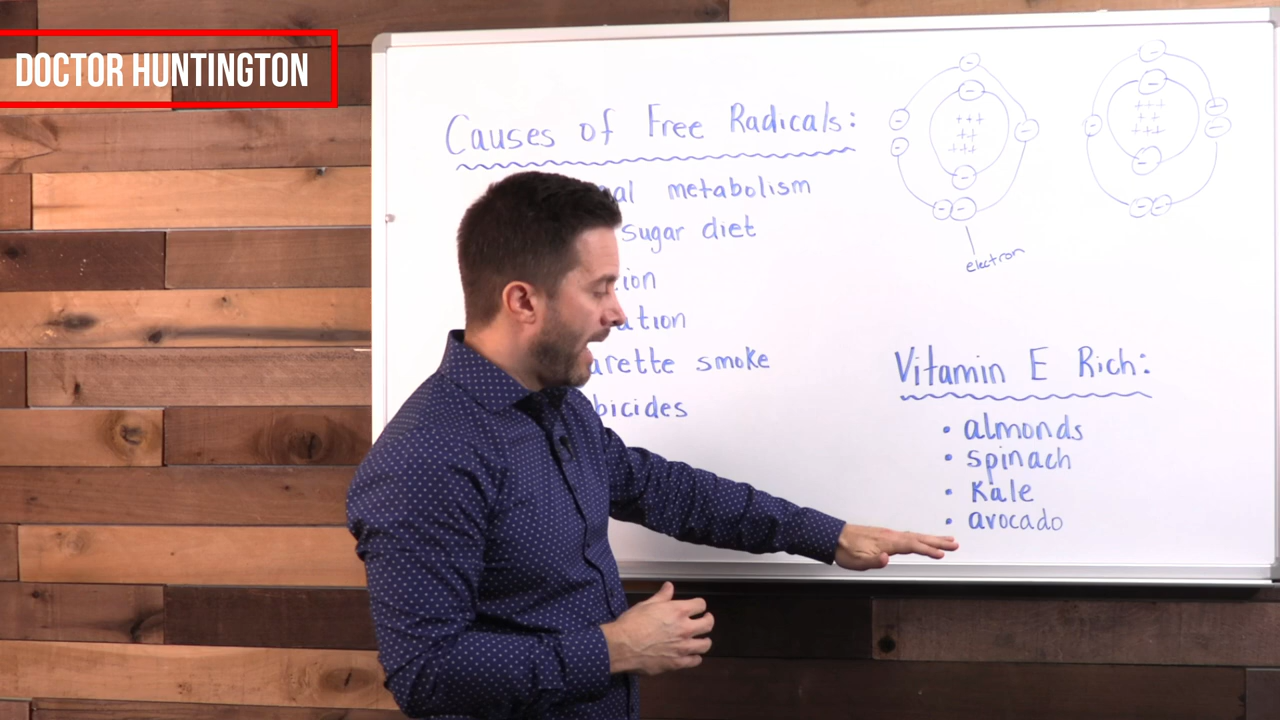 DOCTOR HUNTINGTON
Causes of Free Radicals:
metabolism
sugar diet
smoke
electron
Vitamin E Rich:
• almonds
• spinach
• Kale
• avocado